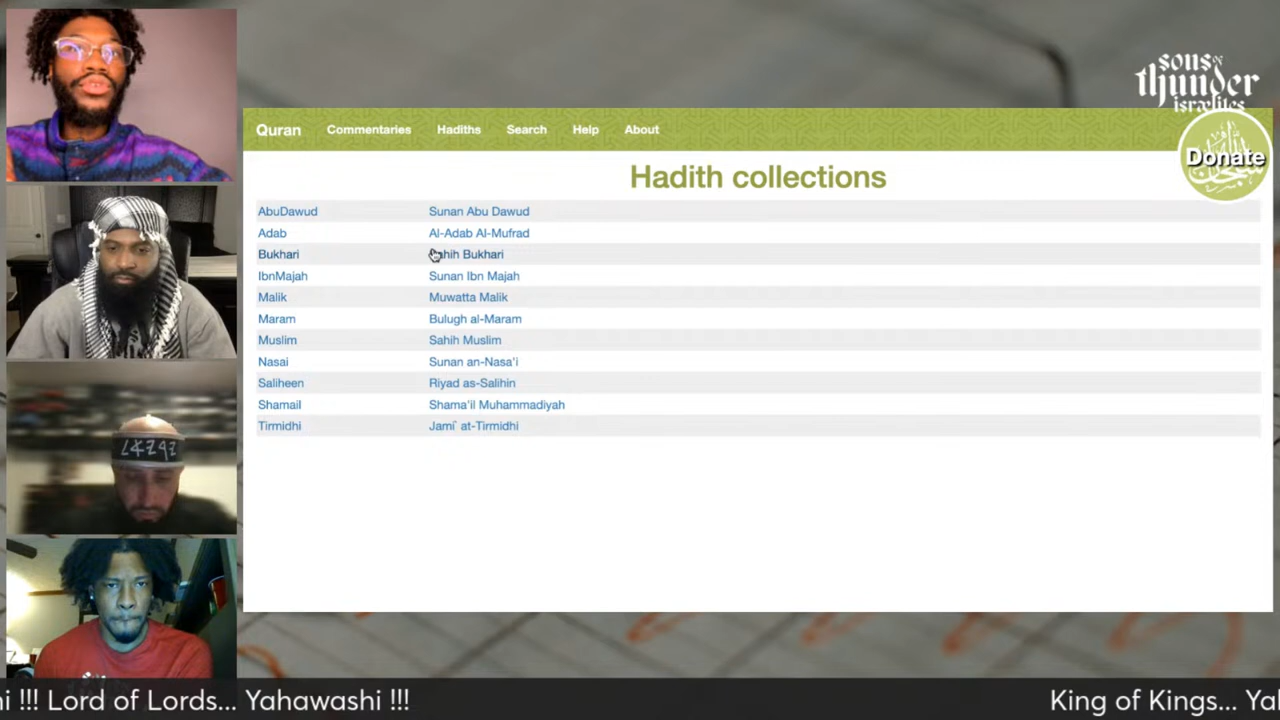 sons of
thunder
israelites
Quran Commentaries Hadiths Search Help About
Donate
Hadith collections
AbuDawud Sunan Abu Dawud
Adab Al-Adab Al-Mufrad
Bukhari Sahih Bukhari
IbnMajah Sunan Ibn Majah
Malik Muwatta Malik
Maram Bulugh al-Maram
Muslim Sahih Muslim
Nasai Sunan an-Nasa'i
Saliheen Riyad as-Salihin
Shamail Shama'il Muhammadiyah
Tirmidhi Jami` at-Tirmidhi
!!! Lord of Lords... Yahawashi !!! King of Kings...